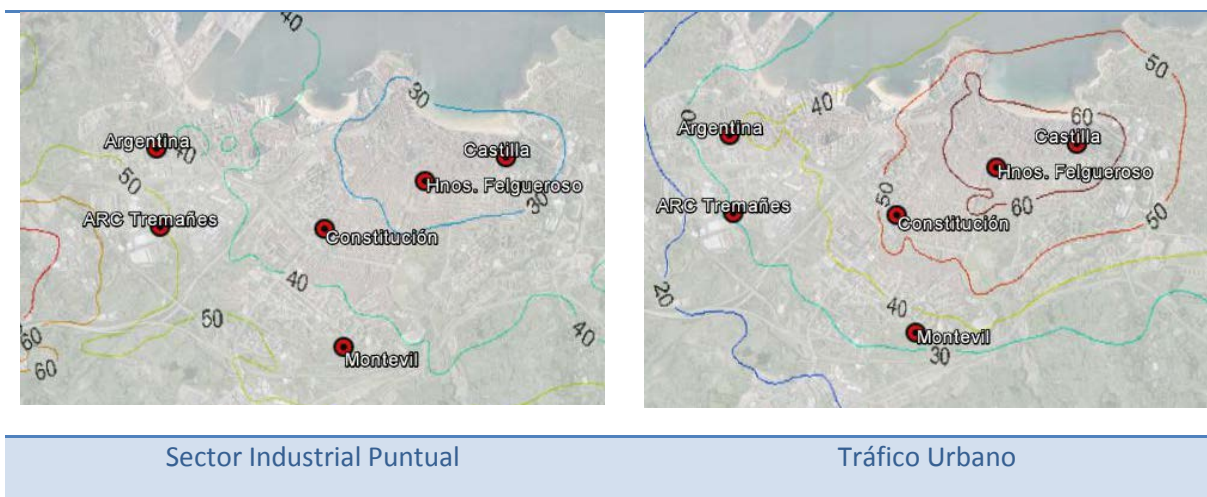 40
30
Argentina
40
Castilla
50
Hnos. Felgueroso
30
ARC Tremañes
Constitución
40
50
40
60
60
Montevil
50
40
60
Argentina
Castilla
Hnos. Felgueroso
ARC Tremañes
50
60
Constitución
50
20
40
Montevil
30
Sector Industrial Puntual
Tráfico Urbano